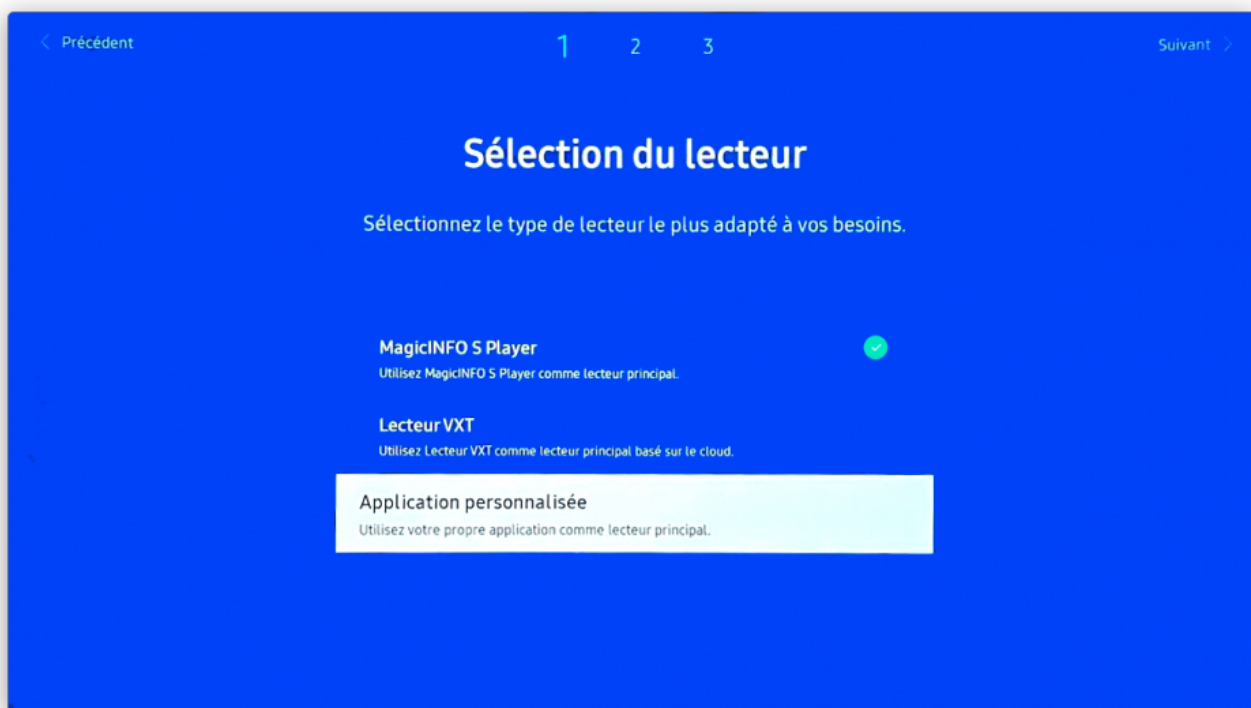 Précédent
1 2 3
Suivant
Sélection du lecteur
Sélectionnez le type de lecteur le plus adapté à vos besoins.
MagicINFO S Player
Utilisez MagicINFO S Player comme lecteur principal.
Lecteur VXT
Utilisez Lecteur VXT comme lecteur principal basé sur le cloud.
Application personnalisée
Utilisez votre propre application comme lecteur principal.